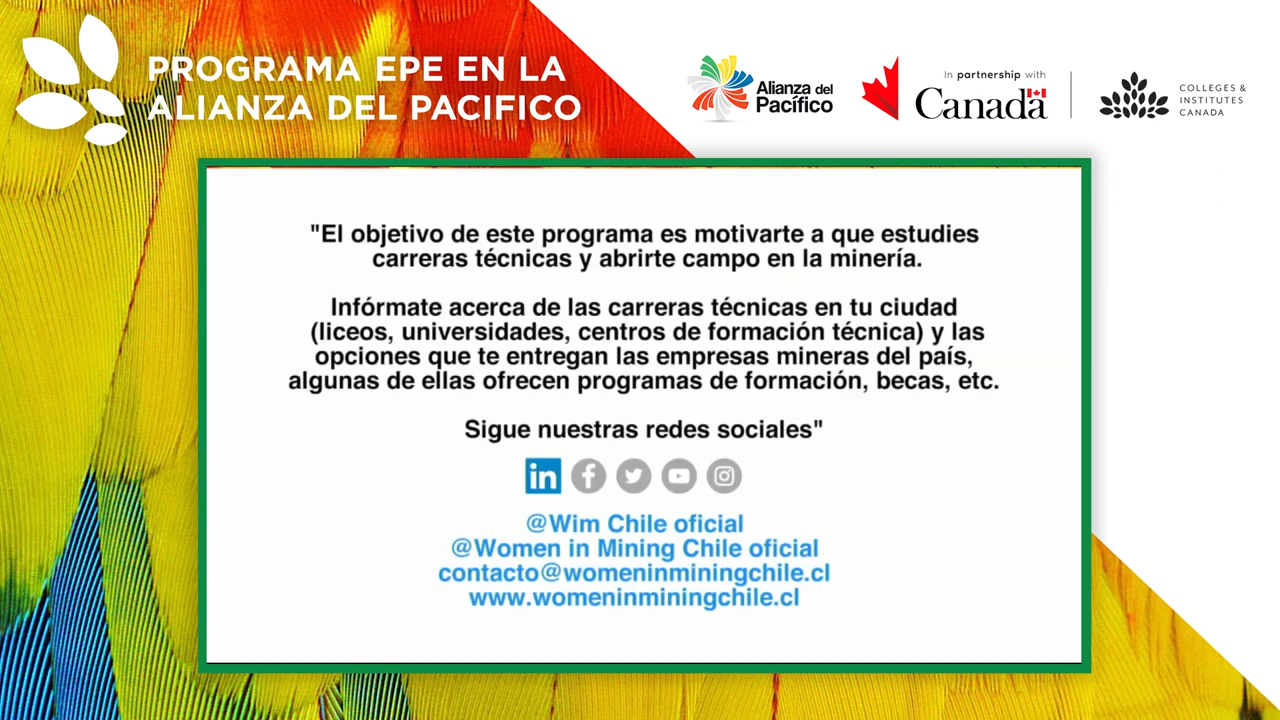 PROGRAMA EPE EN LA
ALIANZA DEL PACIFICO
Alianza del
Pacífico
In partnership with
Canada
COLLEGES &
INSTITUTES
CANADA
"El objetivo de este programa es motivarte a que estudies
carreras técnicas y abrirte campo en la minería.
Infórmate acerca de las carreras técnicas en tu ciudad
(liceos, universidades, centros de formación técnica) y las
opciones que te entregan las empresas mineras del país,
algunas de ellas ofrecen programas de formación, becas, etc.
Sigue nuestras redes sociales"
in
@Wim Chile oficial
@Women in Mining Chile oficial
contacto@womeninminingchile.cl
www.womeninminingchile.cl